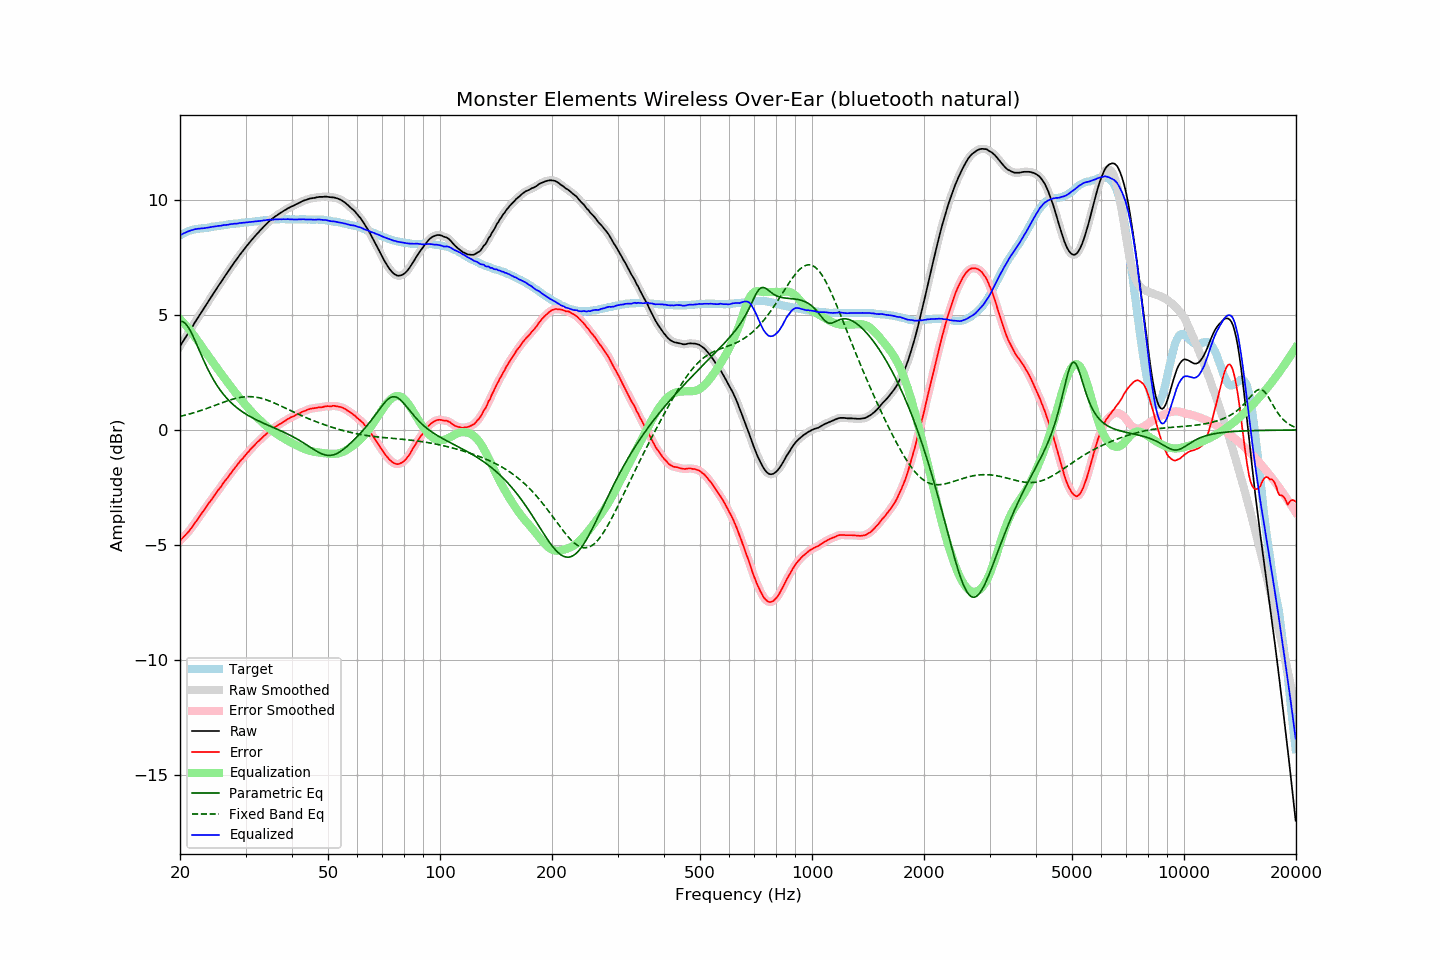 Monster Elements Wireless Over-Ear (bluetooth natural)
Amplitude (dBr)
10
5
0
−5
−10
−15
Target
Raw Smoothed
Error Smoothed
Raw
Error
Equalization
Parametric Eq
Fixed Band Eq
Equalized
20 50 100 200 500 1000 2000 5000 10000 20000
Frequency (Hz)